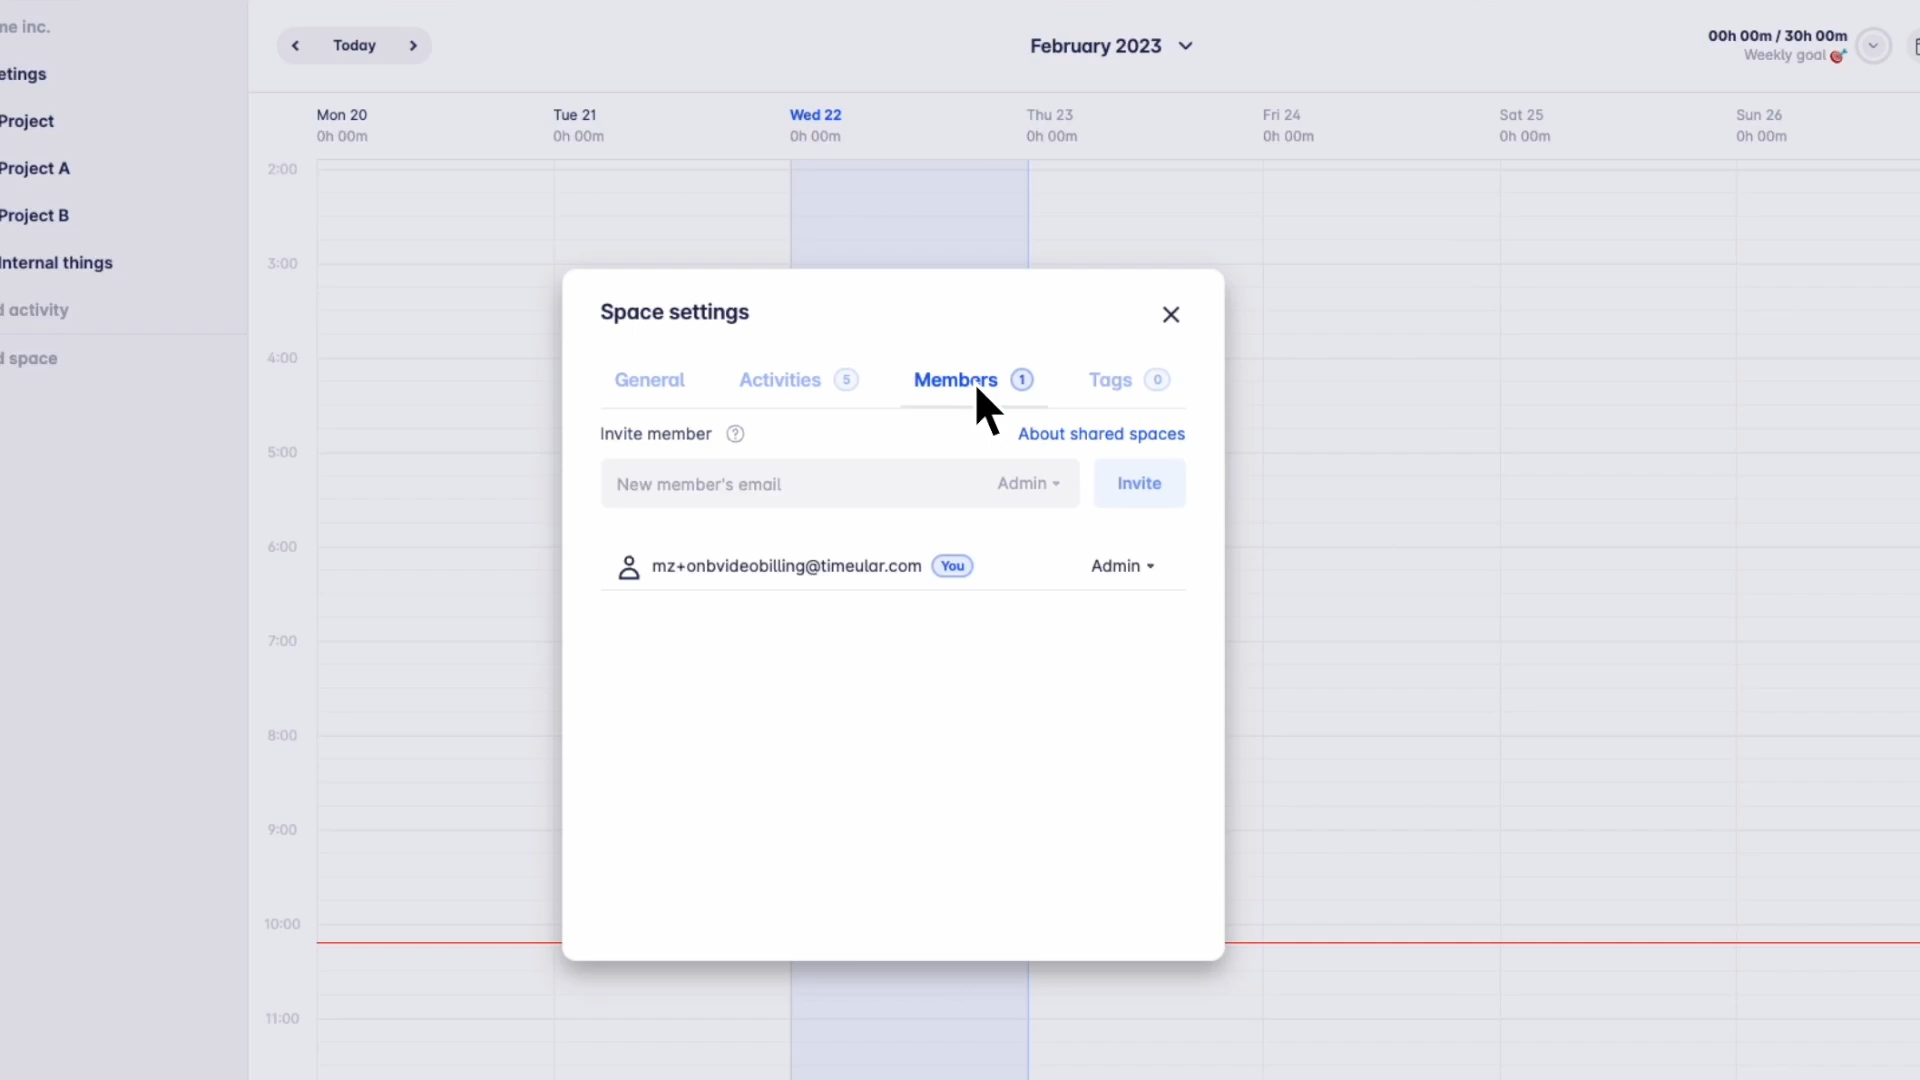 me inc.
etings
Project
Project A
Project B
Internal things
d activity
d space
Today
February 2023
00h 00m / 30h 00m
Weekly goal
Mon 20
0h 00m
Tue 21
0h 00m
Wed 22
0h 00m
Thu 23
0h 00m
Fri 24
0h 00m
Sat 25
0h 00m
Sun 26
0h 00m
2:00
3:00
4:00
5:00
6:00
7:00
8:00
9:00
10:00
11:00
Space settings
General
Activities 5
Members 1
Tags 0
Invite member ?
About shared spaces
New member's email
Admin
Invite
mz+onbvideobilling@timeular.com You
Admin